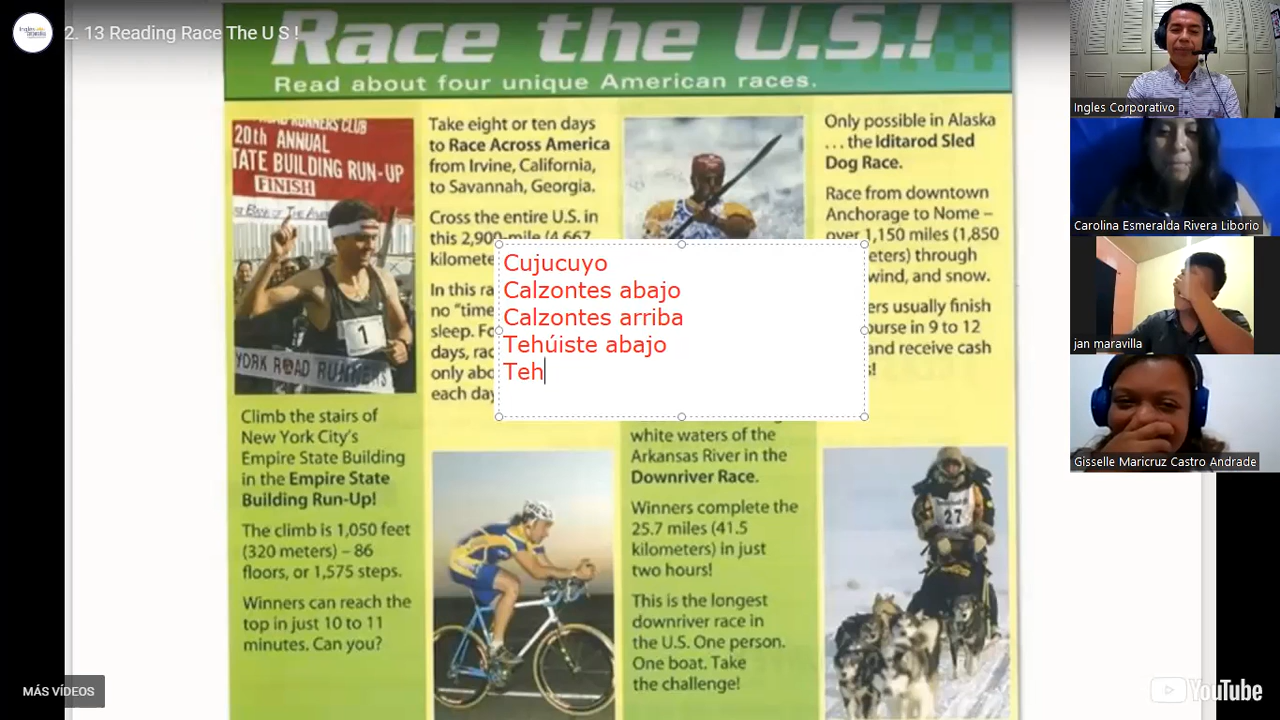 2. 13 Reading Race The U S !
Race the U.S.!
Read about four unique American races.
20th ANNUAL
TATE BUILDING RUN-UP
FINISH
1
YORK ROAD RUNNERS
Climb the stairs of
New York City's
Empire State Building
in the Empire State
Building Run-Up!
The climb is 1,050 feet
(320 meters) – 86
floors, or 1,575 steps.
Winners can reach the
top in just 10 to 11
minutes. Can you?
Take eight or ten days
to Race Across America
from Irvine, California,
to Savannah, Georgia.
Cross the entire U.S. in
this 2,900-mile (4,667
kilomete
In this ra
no "time
sleep. Fo
days, rac
only abo
each day
Cujucuyo
Calzontes abajo
Calzontes arriba
Tehúiste abajo
Teh
white waters of the
Arkansas River in the
Downriver Race.
Winners complete the
25.7 miles (41.5
kilometers) in just
two hours!
This is the longest
downriver race in
the U.S. One person.
One boat. Take
the challenge!
Only possible in Alaska
. . . the Iditarod Sled
Dog Race.
Race from downtown
Anchorage to Nome –
over 1,150 miles (1,850
eters) through
wind, and snow.
ers usually finish
ourse in 9 to 12
and receive cash
s!
27
Ingles Corporativo
Carolina Esmeralda Rivera Liborio
jan maravilla
Gisselle Maricruz Castro Andrade
MÁS VÍDEOS
YouTube